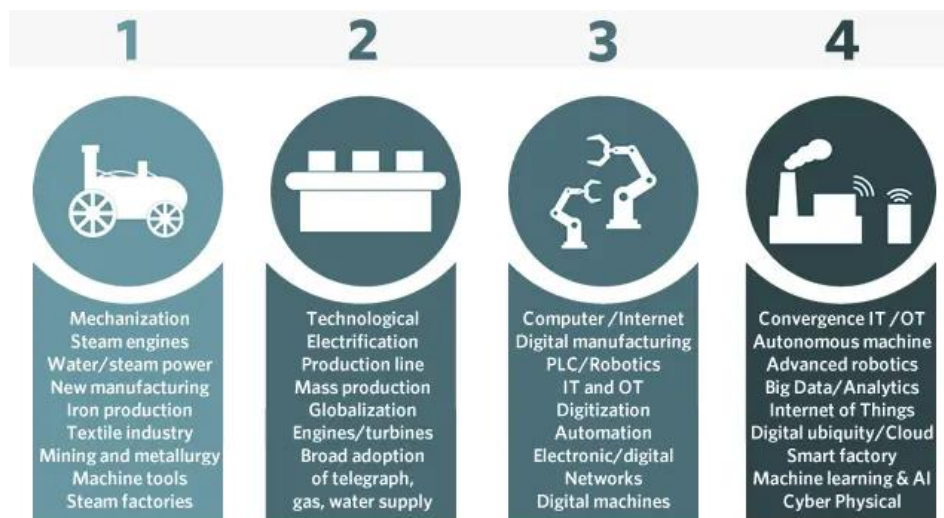 1
2
3
4
Mechanization
Steam engines
Water/steam power
New manufacturing
Iron production
Textile industry
Mining and metallurgy
Machine tools
Steam factories
Technological
Electrification
Production line
Mass production
Globalization
Engines/turbines
Broad adoption
of telegraph,
gas, water supply
Computer /Internet
Digital manufacturing
PLC/Robotics
IT and OT
Digitization
Automation
Electronic/digital
Networks
Digital machines
Convergence IT /OT
Autonomous machine
Advanced robotics
Big Data/Analytics
Internet of Things
Digital ubiquity/Cloud
Smart factory
Machine learning & AI
Cyber Physical